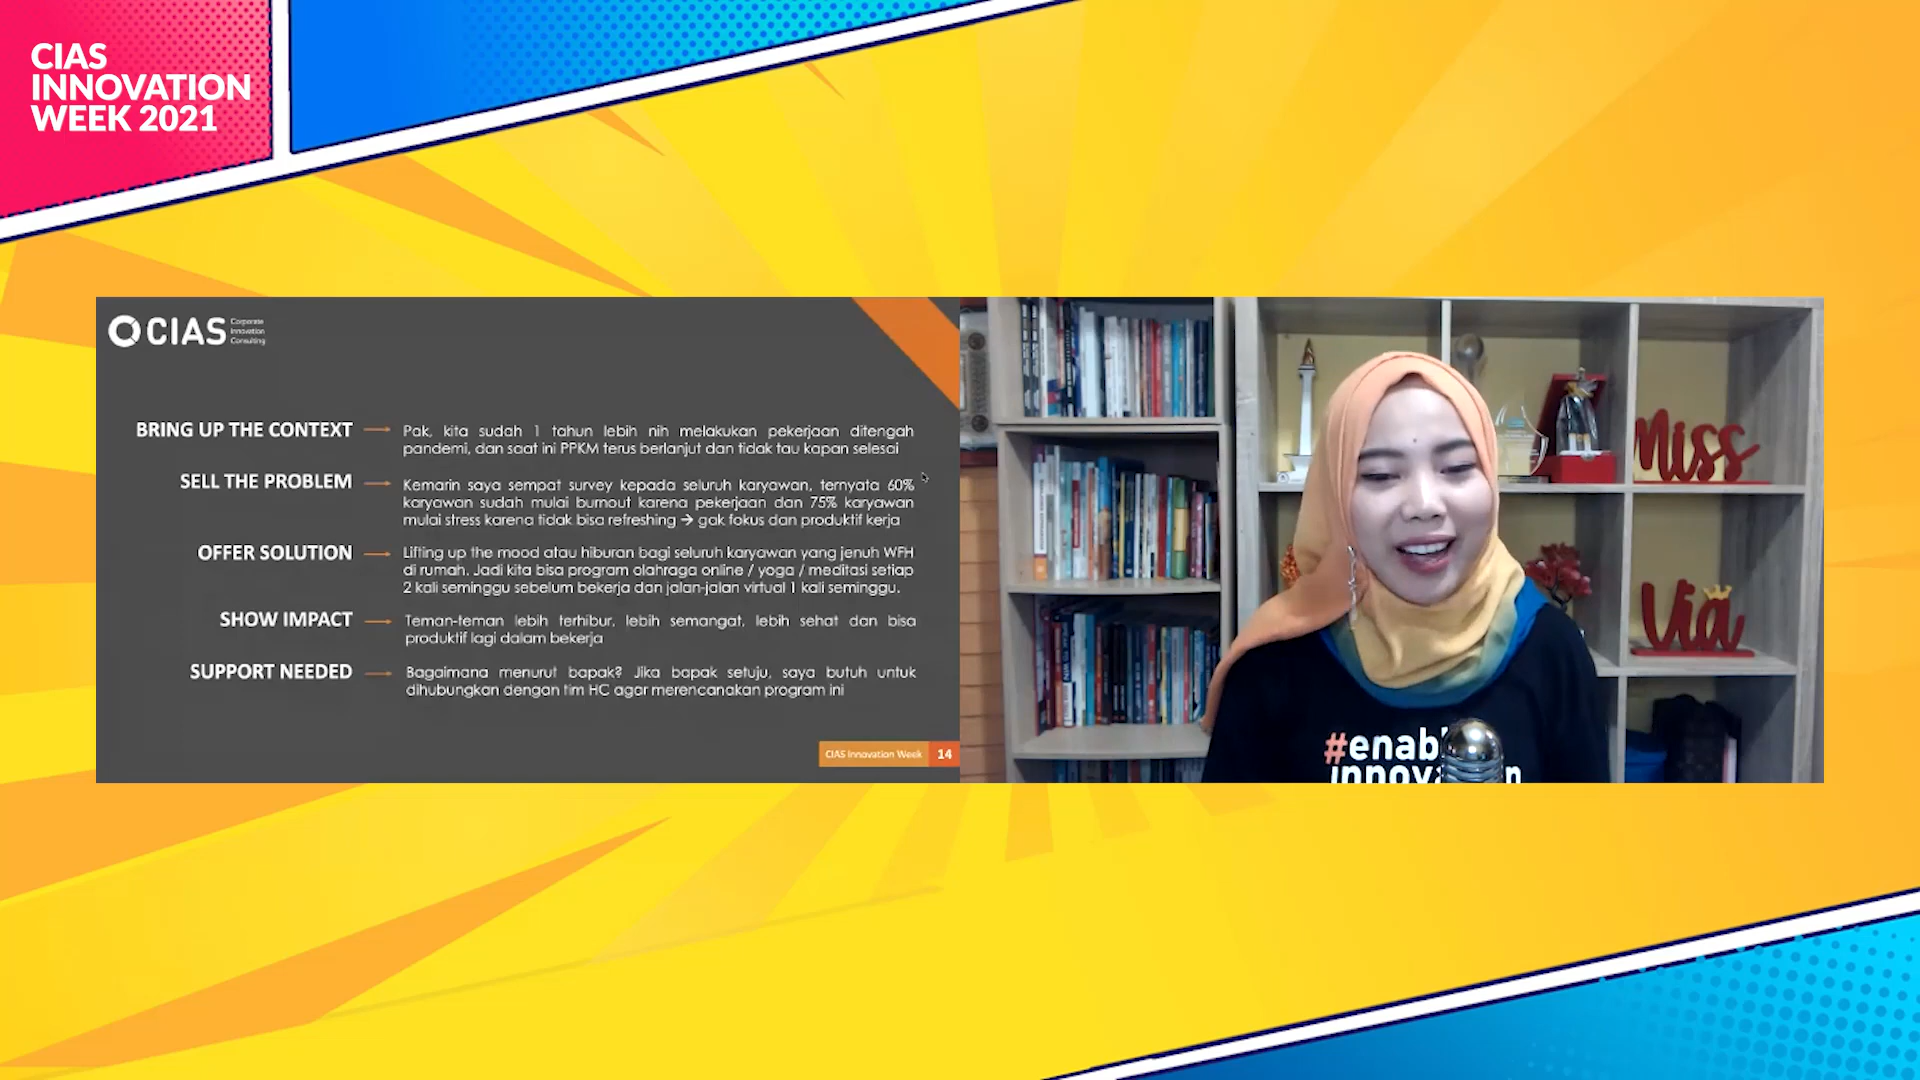 CIAS
INNOVATION
WEEK 2021
CIAS
Corporate
Innovation
Consulting
BRING UP THE CONTEXT
Pak, kita sudah 1 tahun lebih nih melakukan pekerjaan ditengah
pandemi, dan saat ini PPKM terus berlanjut dan tidak tau kapan selesai
SELL THE PROBLEM
Kemarin saya sempat survey kepada seluruh karyawan, ternyata 60%
karyawan sudah mulai burnout karena pekerjaan dan 75% karyawan
mulai stress karena tidak bisa refreshing → gak fokus dan produktif kerja
OFFER SOLUTION
Lifting up the mood atau hiburan bagi seluruh karyawan yang jenuh WFH
di rumah. Jadi kita bisa program olahraga online / yoga / meditasi setiap
2 kali seminggu sebelum bekerja dan jalan-jalan virtual 1 kali seminggu.
SHOW IMPACT
Teman-teman lebih terhibur, lebih semangat, lebih sehat dan bisa
produktif lagi dalam bekerja
SUPPORT NEEDED
Bagaimana menurut bapak? Jika bapak setuju, saya butuh untuk
dihubungkan dengan tim HC agar merencanakan program ini
CIAS Innovation Week 14
Miss
Via
#enabl